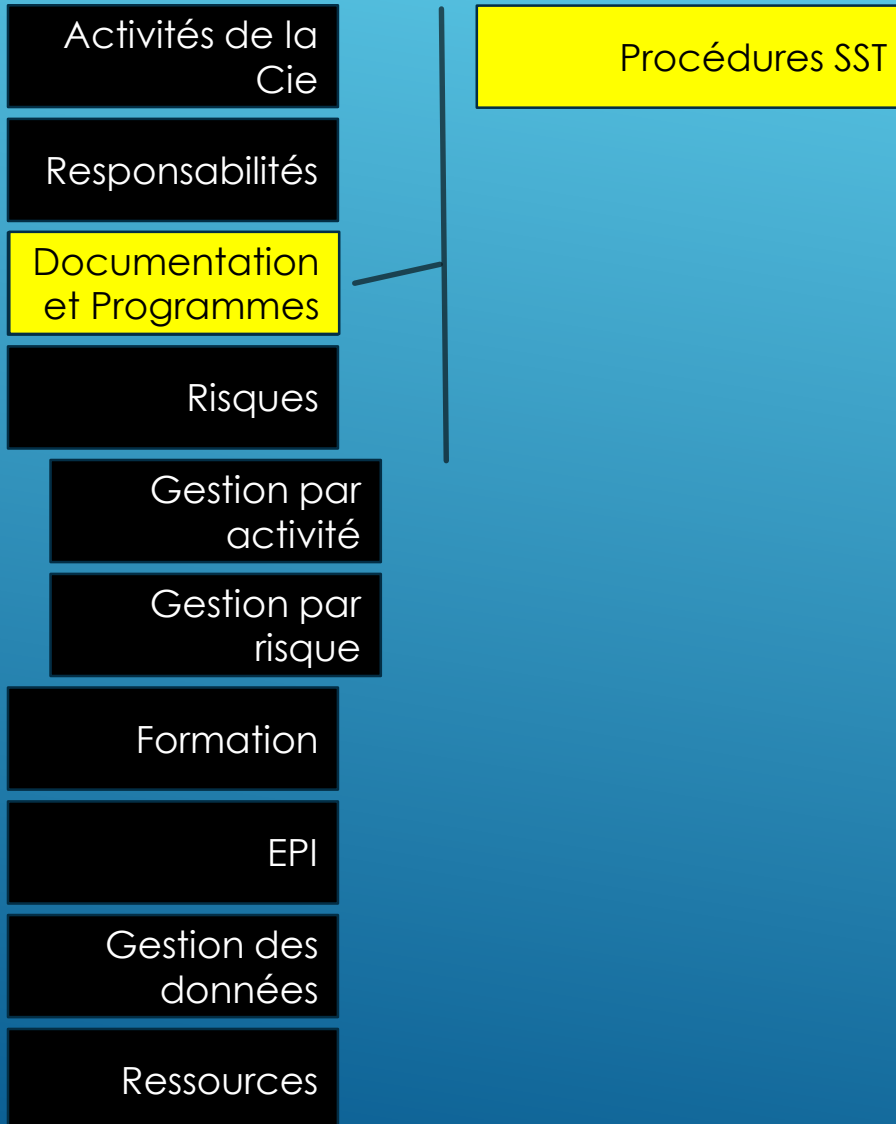 Activités de la
Cie
Procédures SST
Responsabilités
Documentation
et Programmes
Risques
Gestion par
activité
Gestion par
risque
Formation
EPI
Gestion des
données
Ressources